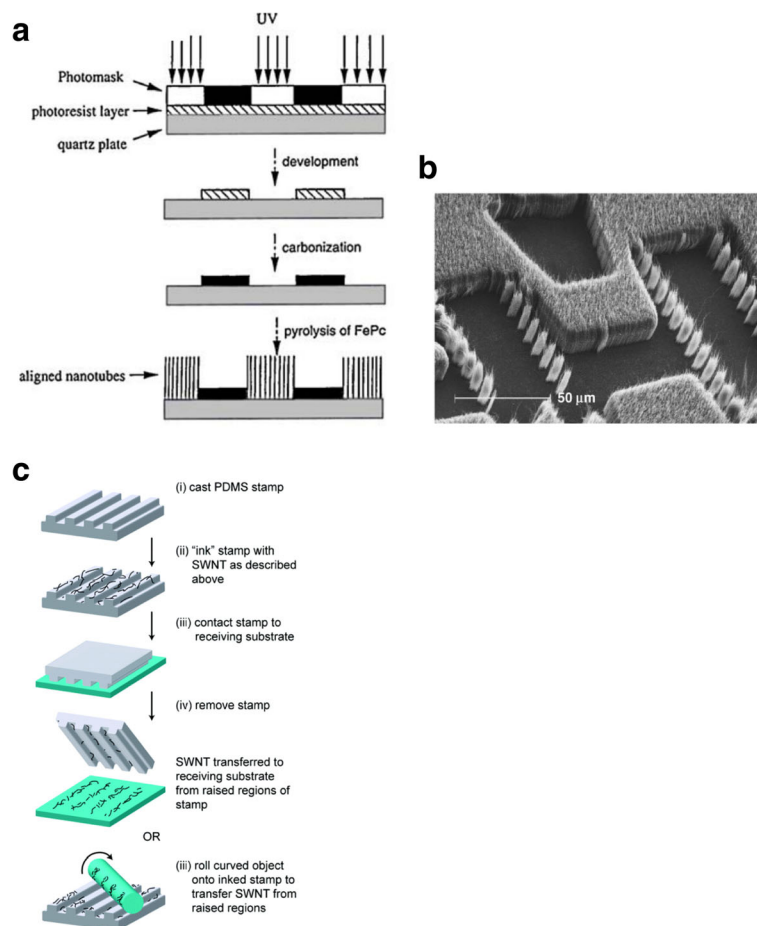 a
UV
Photomask
photoresist layer
quartz plate
development
carbonization
pyrolysis of FePc
aligned nanotubes
b
50 μm
c
(i) cast PDMS stamp
(ii) “ink” stamp with
SWNT as described
above
(iii) contact stamp to
receiving substrate
(iv) remove stamp
SWNT transferred to
receiving substrate
from raised regions of
stamp
OR
(iii) roll curved object
onto inked stamp to
transfer SWNT from
raised regions